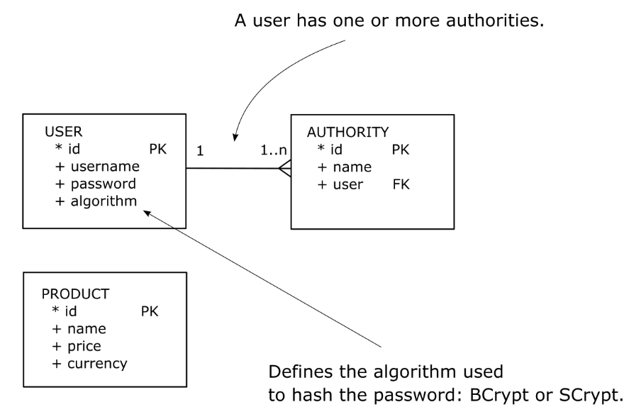 A user has one or more authorities.
USER
* id PK
+ username
+ password
+ algorithm
1 1..n
AUTHORITY
* id PK
+ name
+ user FK
PRODUCT
* id PK
+ name
+ price
+ currency
Defines the algorithm used
to hash the password: BCrypt or SCrypt.